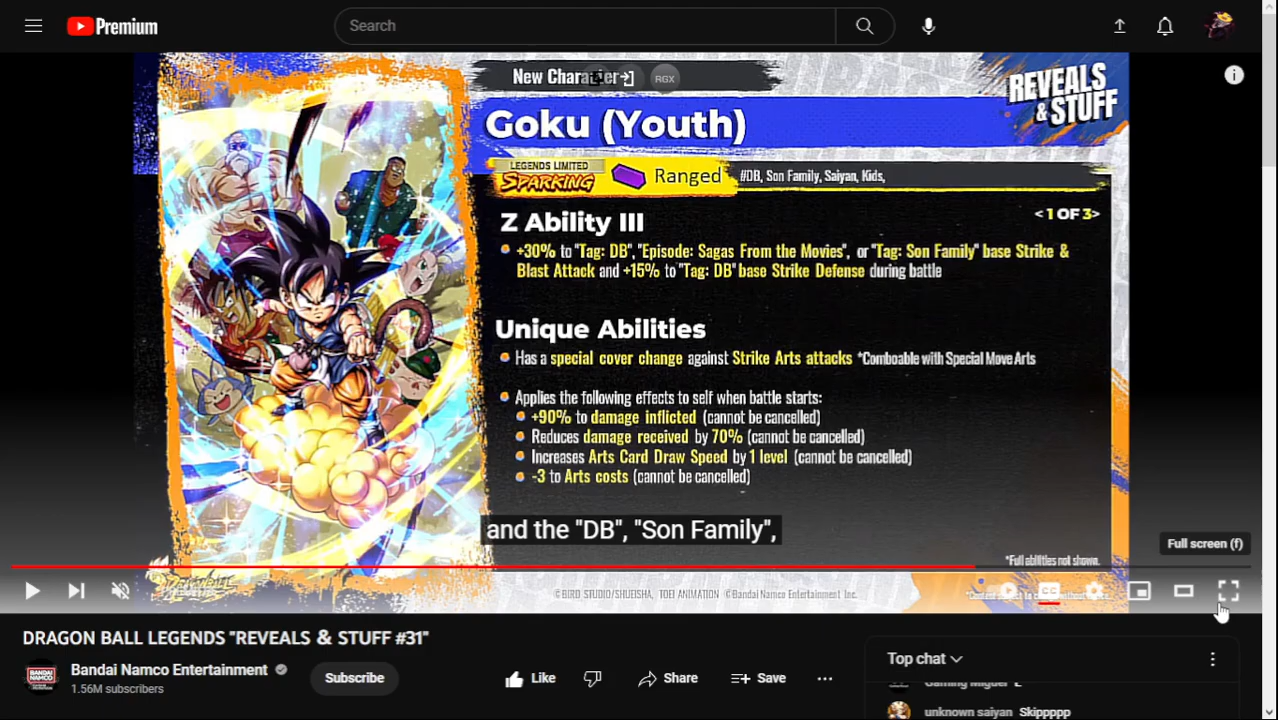 Premium
Search
New Character
RGX
REVEALS
& STUFF
Goku (Youth)
LEGENDS LIMITED
SPARKING
Ranged
#DB, Son Family, Saiyan, Kids,
<1 OF 3>
Z Ability III
+30% to "Tag: DB", "Episode: Sagas From the Movies", or "Tag: Son Family" base Strike &
Blast Attack and +15% to "Tag: DB" base Strike Defense during battle
Unique Abilities
Has a special cover change against Strike Arts attacks *Comboable with Special Move Arts
Applies the following effects to self when battle starts:
+90% to damage inflicted (cannot be cancelled)
Reduces damage received by 70% (cannot be cancelled)
Increases Arts Card Draw Speed by 1 level (cannot be cancelled)
-3 to Arts costs (cannot be cancelled)
and the "DB", "Son Family",
Full screen (f)
*Full abilities not shown.
©BIRD STUDIO/SHUEISHA, TOEI ANIMATION ©Bandai Namco Entertainment Inc.
CC
DRAGON BALL LEGENDS "REVEALS & STUFF #31"
Bandai Namco Entertainment
1.56M subscribers
Subscribe
Like
Share
Save
Top chat
unknown saiyan Skippppp